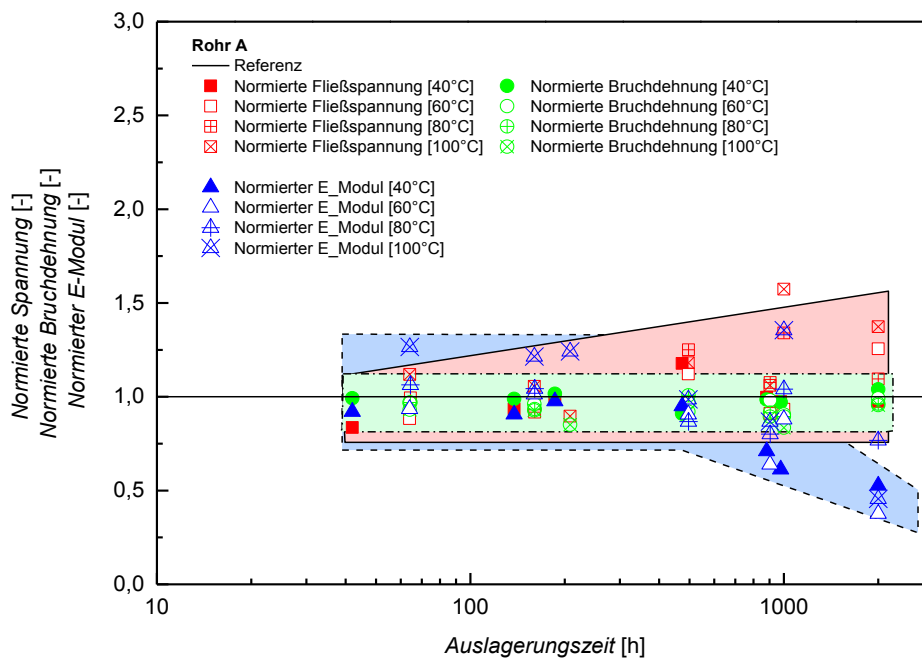 Normierte Spannung [-]
Normierte Bruchdehnung [-]
Normierter E-Modul [-]
3,0
2,5
2,0
1,5
1,0
0,5
0,0
Rohr A
Referenz
Normierte Fließspannung [40°C]
Normierte Fließspannung [60°C]
Normierte Fließspannung [80°C]
Normierte Fließspannung [100°C]
Normierte Bruchdehnung [40°C]
Normierte Bruchdehnung [60°C]
Normierte Bruchdehnung [80°C]
Normierte Bruchdehnung [100°C]
Normierter E_Modul [40°C]
Normierter E_Modul [60°C]
Normierter E_Modul [80°C]
Normierter E_Modul [100°C]
10 100 1000
Auslagerungszeit [h]